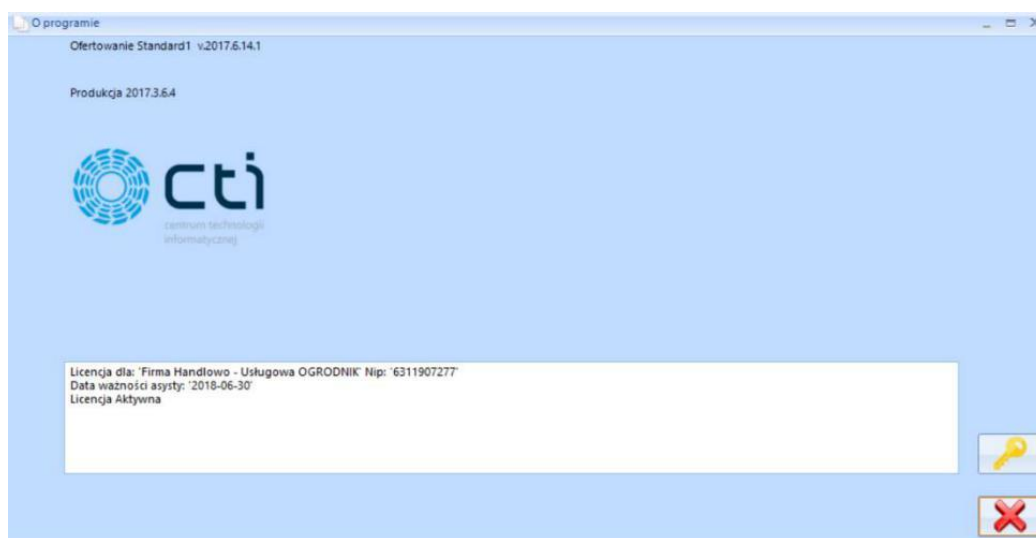 O programie
Ofertowanie Standard1 v.2017.6.14.1
Produkcja 2017.3.6.4
cti
centrum technologii
informatycznej
Licencja dla: 'Firma Handlowo - Usługowa OGRODNIK' Nip: '6311907277'
Data ważności asysty: '2018-06-30'
Licencja Aktywna